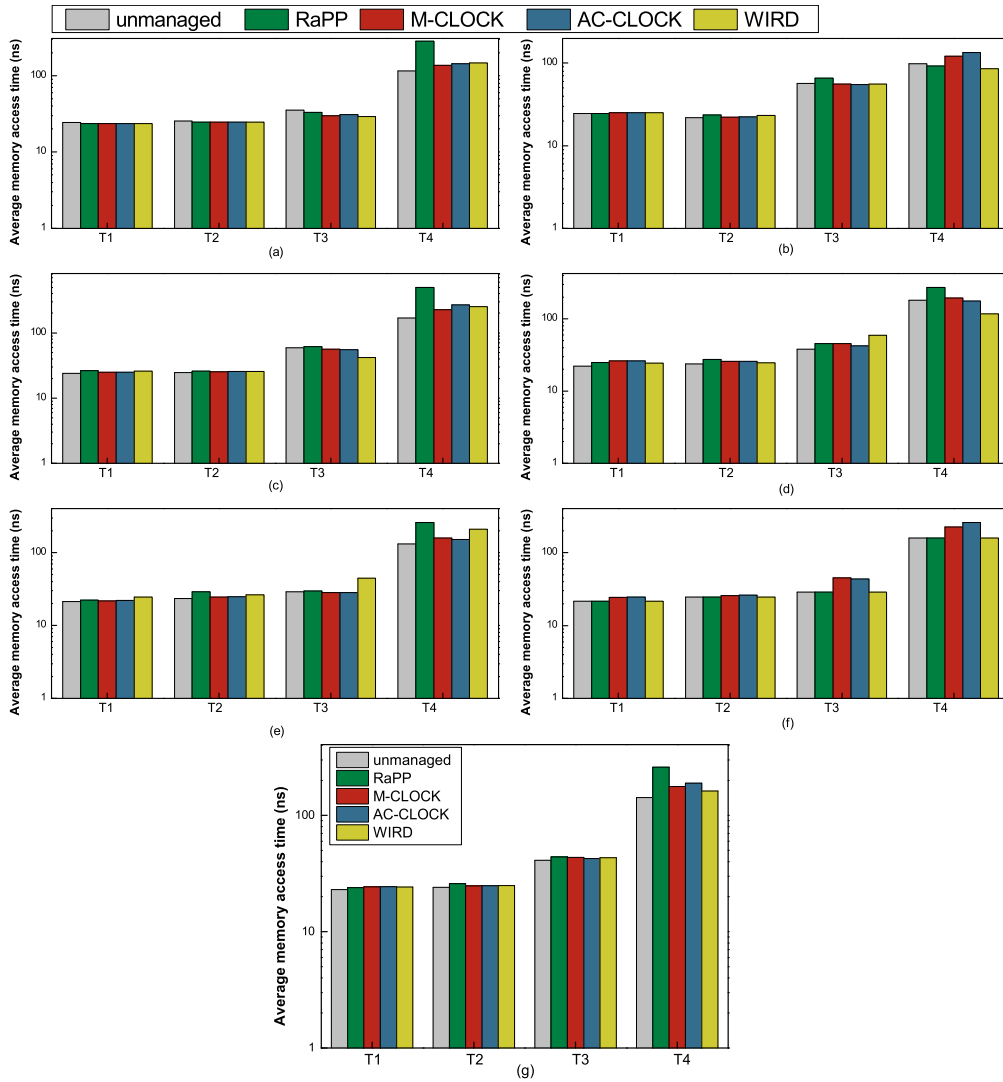 unmanaged RaPP M-CLOCK AC-CLOCK WIRD
Average memory access time (ns)
100
10
1
T1 T2 T3 T4
(a)
Average memory access time (ns)
100
10
1
T1 T2 T3 T4
(b)
Average memory access time (ns)
100
10
1
T1 T2 T3 T4
(c)
Average memory access time (ns)
100
10
1
T1 T2 T3 T4
(d)
Average memory access time (ns)
100
10
1
T1 T2 T3 T4
(e)
Average memory access time (ns)
100
10
1
T1 T2 T3 T4
(f)
Average memory access time (ns)
unmanaged
RaPP
M-CLOCK
AC-CLOCK
WIRD
100
10
1
T1 T2 T3 T4
(g)